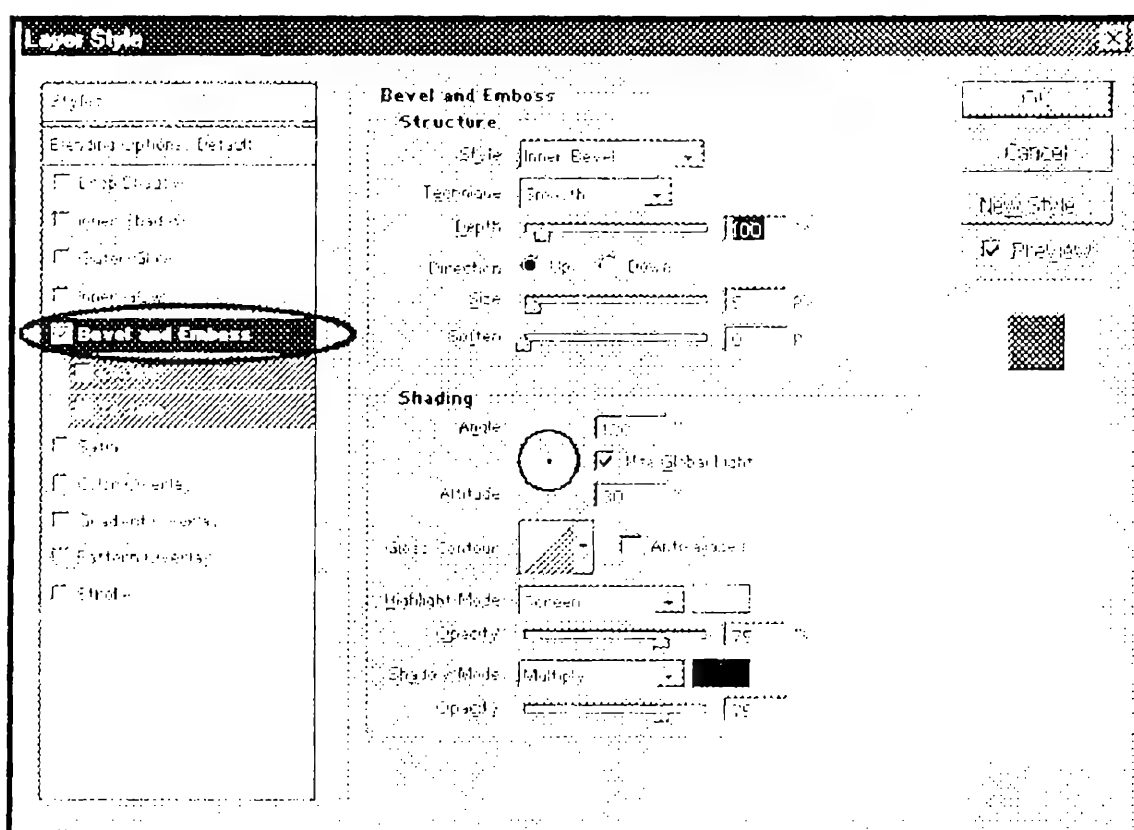 Layer Style
Styles
Blending Options: Default
Drop Shadow
Inner Shadow
Outer Glow
Inner Glow
Bevel and Emboss
Satin
Color Overlay
Gradient Overlay
Pattern Overlay
Stroke
Bevel and Emboss
Structure
Style Inner Bevel
Technique Smooth
Depth 100 %
Direction Up Down
Size 5 px
Soften 0
Shading
Angle
Use Global Light
Altitude 30 °
Gloss Contour Anti-aliased
Highlight Mode Screen
Opacity 75 %
Shadow Mode Multiply
Opacity 75
OK
Cancel
New Style
Preview